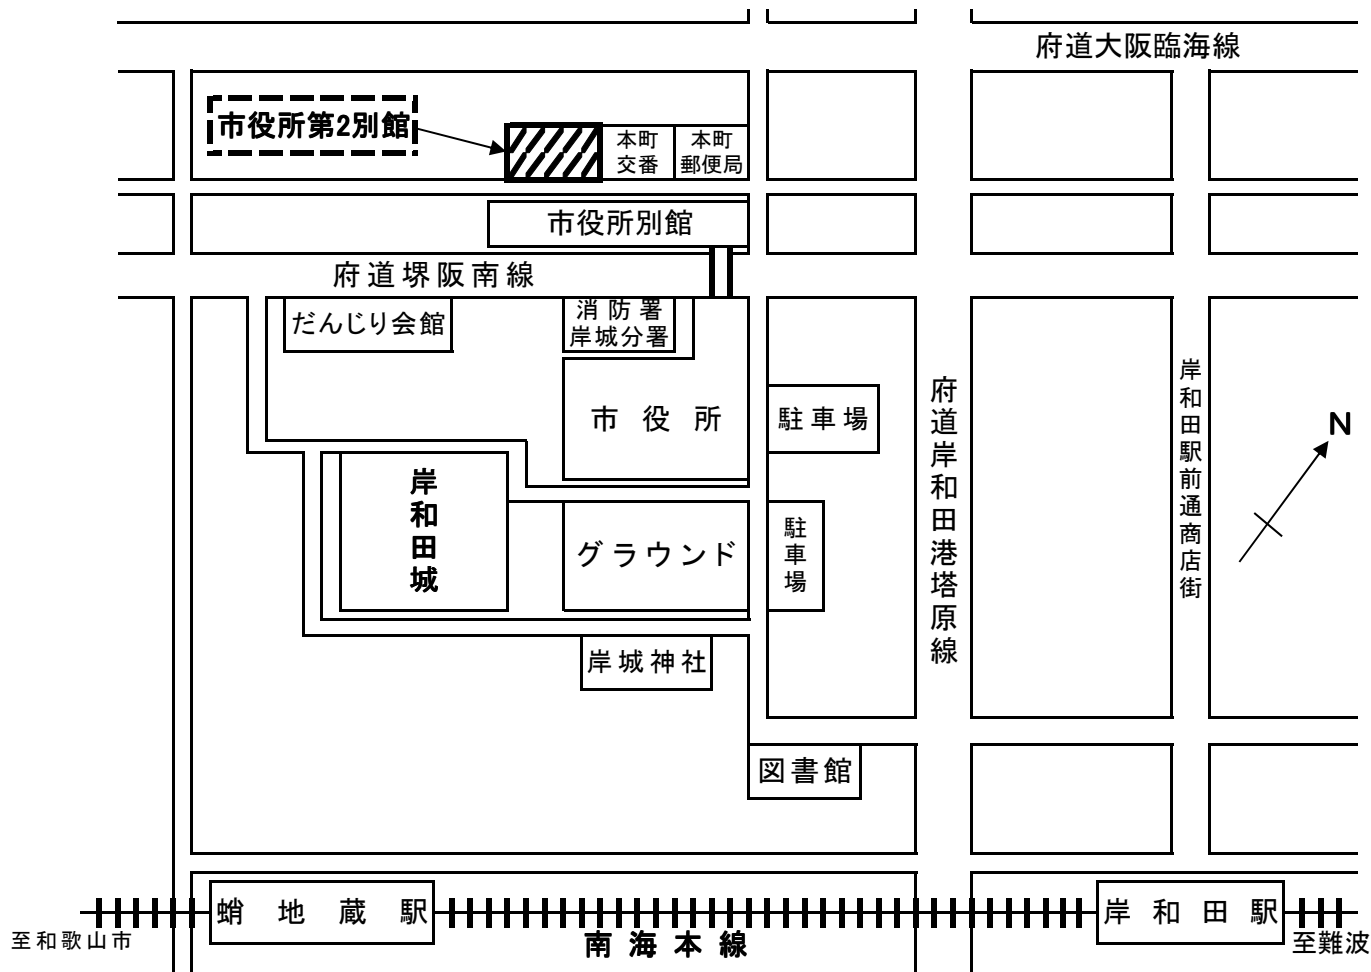 府道大阪臨海線
市役所第2別館
本町
交番
本町
郵便局
市役所別館
府道堺阪南線
だんじり会館
消防署
岸城分署
市役所
駐車場
府道岸和田港塔原線
岸和田駅前通商店街
N
岸和田城
グラウンド
駐車場
岸城神社
図書館
蛸地蔵駅
岸和田駅
至和歌山市
南海本線
至難波